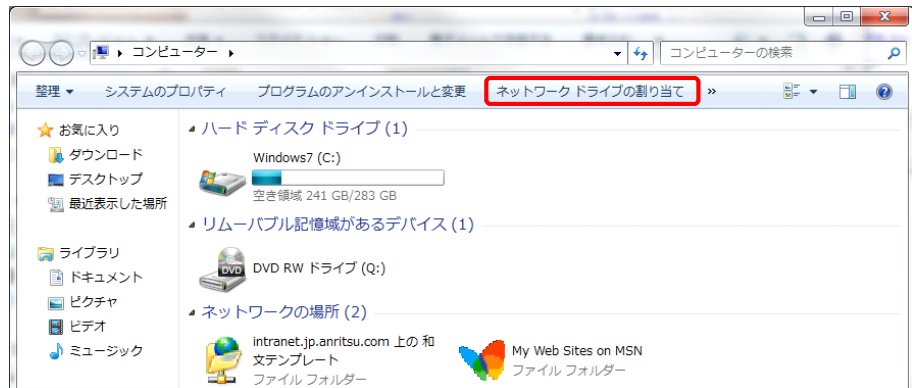 コンピューター
コンピューターの検索
整理 システムのプロパティ プログラムのアンインストールと変更 ネットワーク ドライブの割り当て »
お気に入り
ダウンロード
デスクトップ
最近表示した場所
ライブラリ
ドキュメント
ピクチャ
ビデオ
ミュージック
ハード ディスク ドライブ (1)
Windows7 (C:)
空き領域 241 GB/283 GB
リムーバブル記憶域があるデバイス (1)
DVD
DVD RW ドライブ (Q:)
ネットワークの場所 (2)
intranet.jp.anritsu.com 上の 和
文テンプレート
ファイル フォルダー
My Web Sites on MSN
ファイル フォルダー